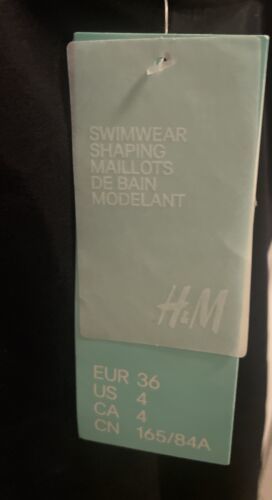 SWIMWEAR
SHAPING
MAILLOTS
DE BAIN
MODELANT
H&M
EUR 36
US 4
CA 4
CN 165/84A